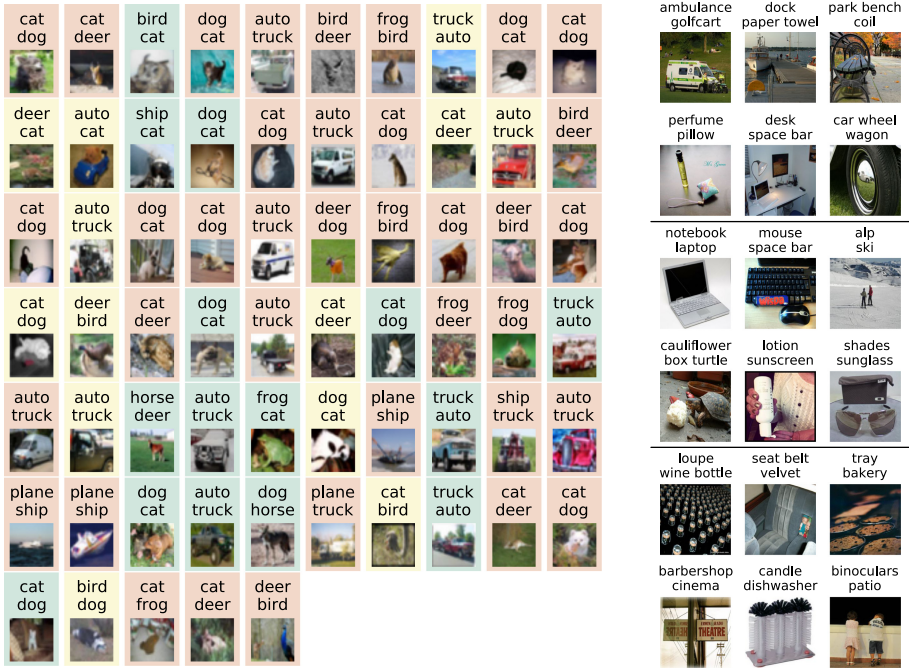 cat
dog
cat
deer
bird
cat
dog
cat
auto
truck
bird
deer
frog
bird
truck
auto
dog
cat
cat
dog
deer
cat
auto
cat
ship
cat
dog
cat
cat
dog
auto
truck
cat
dog
cat
deer
auto
truck
bird
deer
cat
dog
auto
truck
dog
cat
cat
dog
auto
truck
deer
dog
frog
bird
cat
dog
deer
bird
cat
dog
cat
dog
deer
bird
cat
deer
dog
cat
auto
truck
cat
deer
cat
dog
frog
deer
frog
dog
truck
auto
auto
truck
auto
truck
horse
deer
auto
truck
frog
cat
dog
cat
plane
ship
truck
auto
ship
truck
auto
truck
plane
ship
plane
ship
dog
cat
auto
truck
dog
horse
plane
truck
cat
bird
truck
auto
cat
deer
cat
dog
cat
dog
bird
dog
cat
frog
cat
deer
deer
bird
ambulance
golfcart
dock
paper towel
park bench
coil
perfume
pillow
desk
space bar
car wheel
wagon
notebook
laptop
mouse
space bar
alp
ski
cauliflower
box turtle
lotion
sunscreen
shades
sunglass
loupe
wine bottle
seat belt
velvet
tray
bakery
barbershop
cinema
THEATRE
candle
dishwasher
binoculars
patio